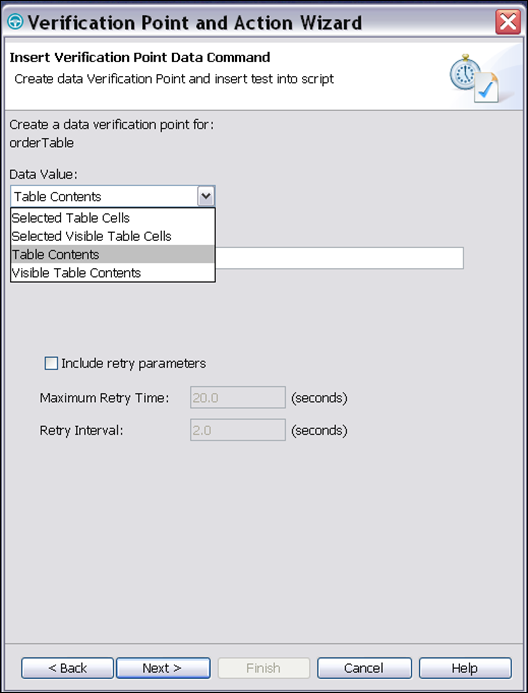 Verification Point and Action Wizard
Insert Verification Point Data Command
Create data Verification Point and insert test into script
Create a data verification point for:
orderTable
Data Value:
Table Contents
Selected Table Cells
Selected Visible Table Cells
Table Contents
Visible Table Contents
Include retry parameters
Maximum Retry Time: 20.0 (seconds)
Retry Interval: 2.0 (seconds)
< Back Next > Finish Cancel Help